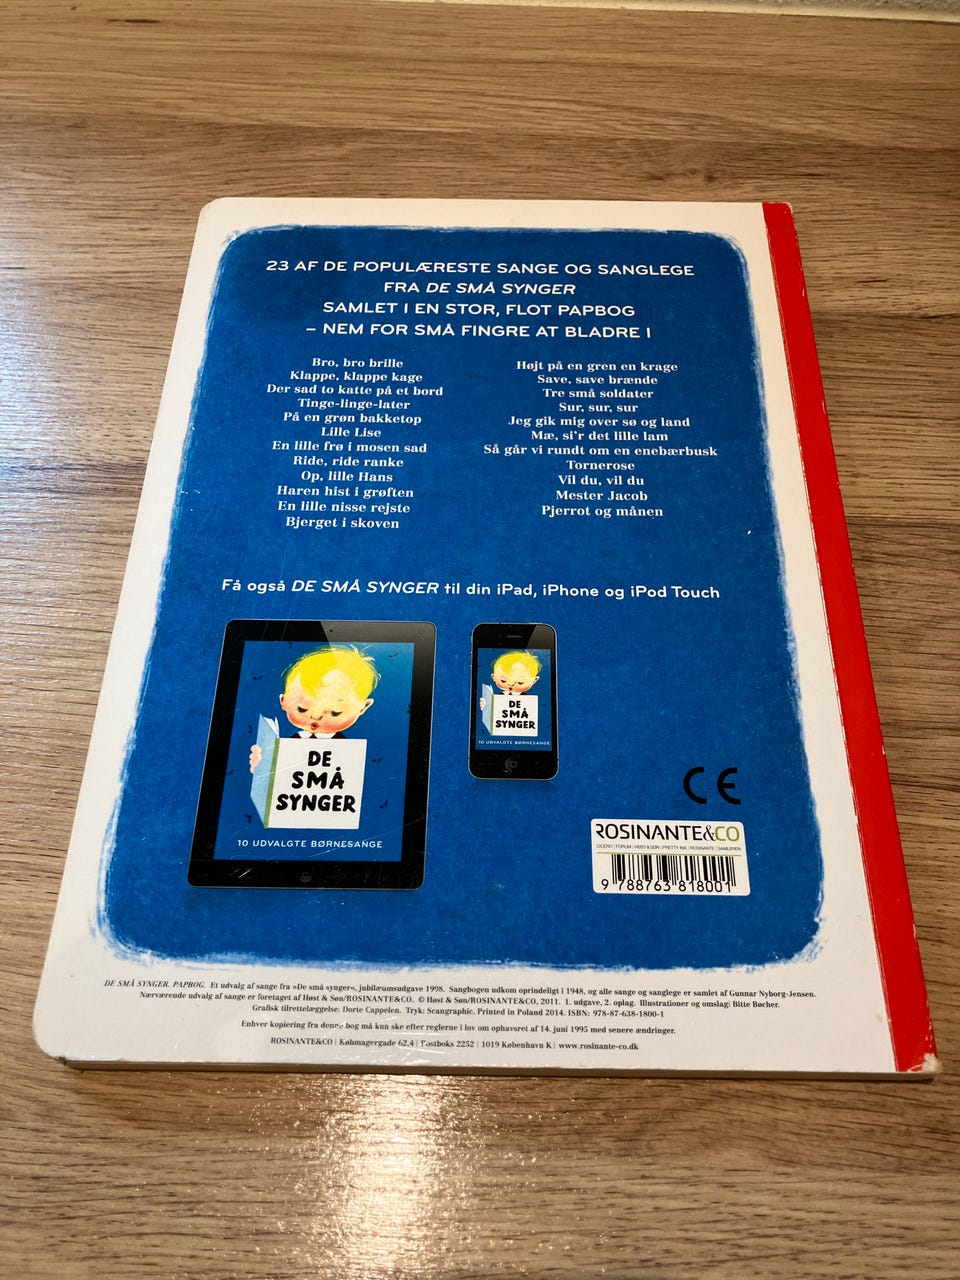 23 AF DE POPULÆRESTE SANGE OG SANGLEGE
FRA DE SMÅ SYNGER
SAMLET I EN STOR, FLOT PAPBOG
– NEM FOR SMÅ FINGRE AT BLADRE I
Bro, bro brille
Klappe, klappe kage
Der sad to katte på et bord
Tinge-linge-later
På en grøn bakketop
Lille Lise
En lille frø i mosen sad
Ride, ride ranke
Op, lille Hans
Haren hist i grøften
En lille nisse rejste
Bjerget i skoven
Højt på en gren en krage
Save, save brænde
Tre små soldater
Sur, sur, sur
Jeg gik mig over sø og land
Mæ, si'r det lille lam
Så går vi rundt om en enebærbusk
Tornerose
Vil du, vil du
Mester Jacob
Pjerrot og månen
Få også DE SMÅ SYNGER til din iPad, iPhone og iPod Touch
DE
SMÅ
SYNGER
10 UDVALGTE BØRNESANGE
DE
SMÅ
SYNGER
10 UDVALGTE BØRNESANGE
CE
ROSINANTE&CO
CICERO | FORUM | HØST & SØN | PRETTY INK | ROSINANTE | SAMLEREN
9 788763 818001
DE SMÅ SYNGER. PAPBOG. Et udvalg af sange fra »De små synger«, jubilæumsudgave 1998. Sangbogen udkom oprindeligt i 1948, og alle sange og sanglege er samlet af Gunnar Nyborg-Jensen.
Nærværende udvalg af sange er foretaget af Høst & Søn/ROSINANTE&CO. © Høst & Søn/ROSINANTE&CO, 2011. 1. udgave, 2. oplag. Illustrationer og omslag: Bitte Bøcher.
Grafisk tilrettelæggelse: Dorte Cappelen. Tryk: Scangraphic. Printed in Poland 2014. ISBN: 978-87-638-1800-1
Enhver kopiering fra denne bog må kun ske efter reglerne i lov om ophavsret af 14. juni 1995 med senere ændringer.
ROSINANTE&CO | Købmagergade 62,4 | Postboks 2252 | 1019 København K | www.rosinante-co.dk